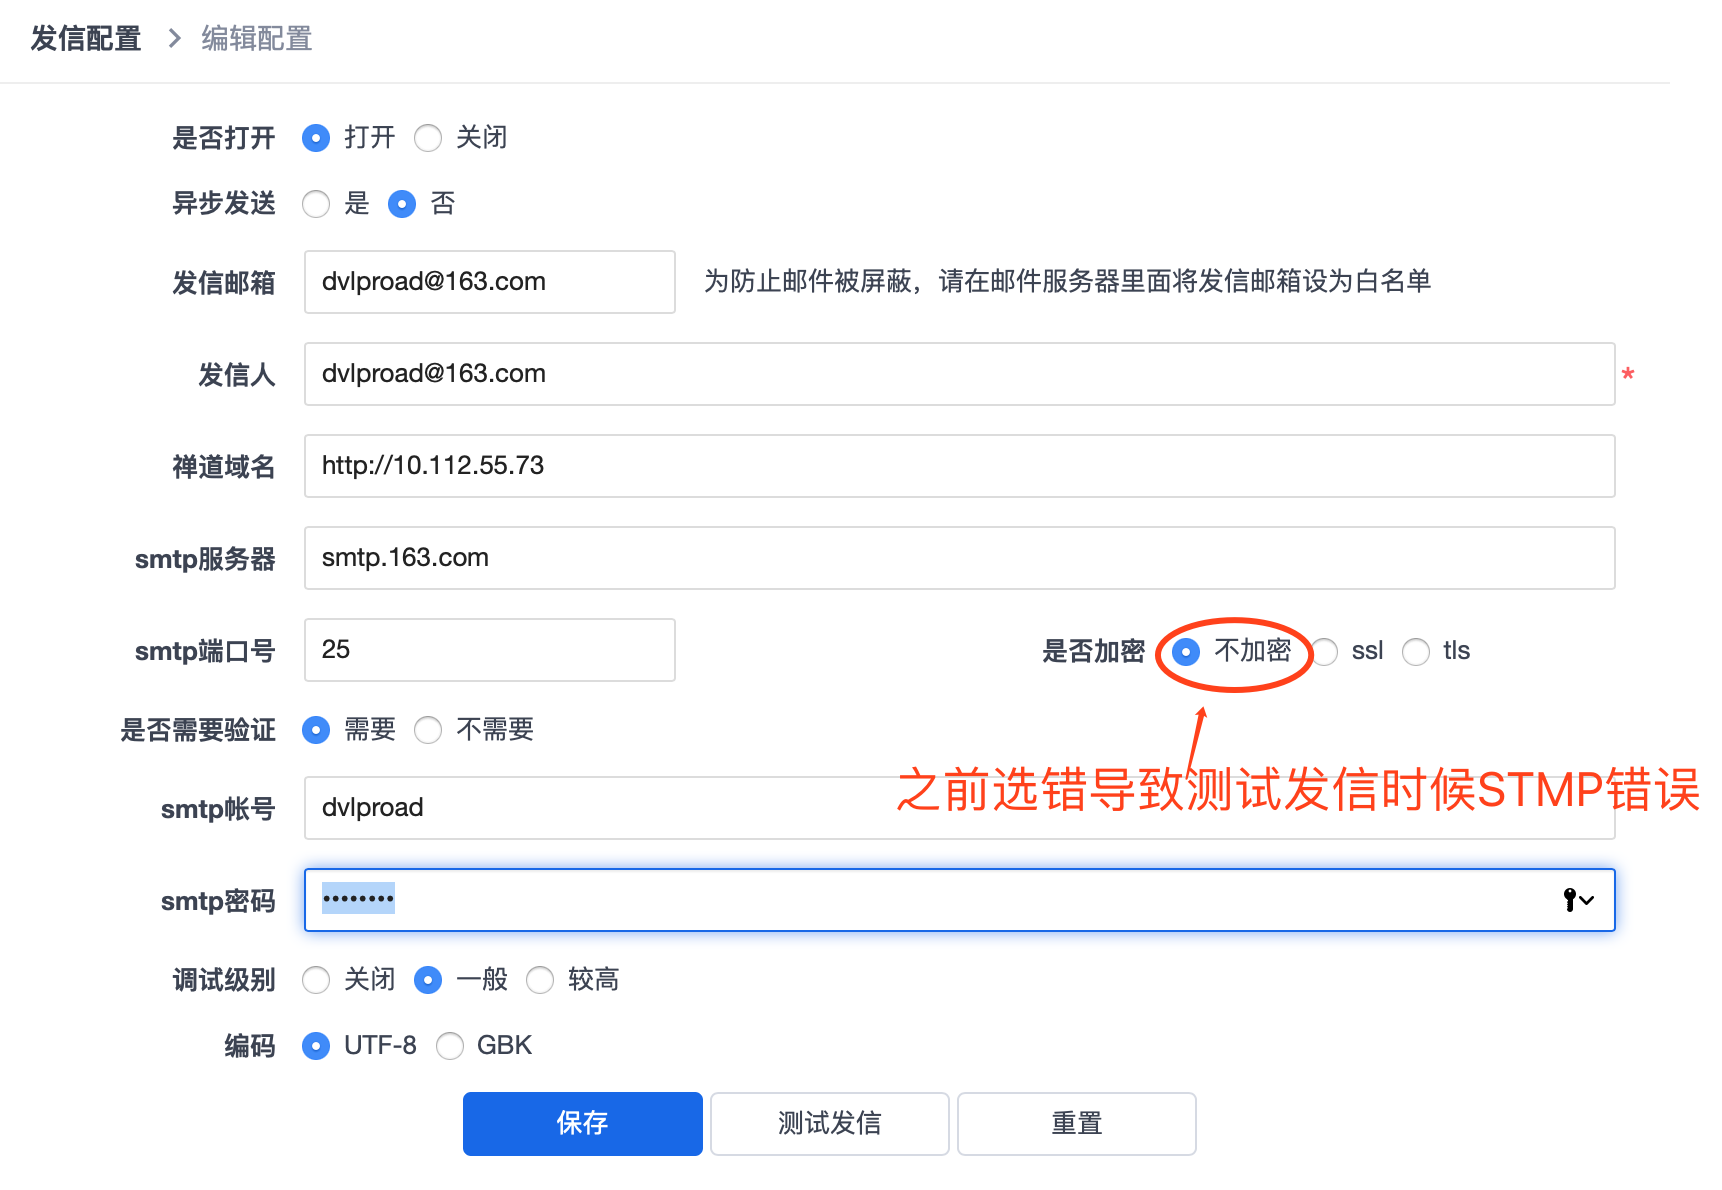 发信配置 > 编辑配置
是否打开 打开 关闭
异步发送 是 否
发信邮箱 dvlproad@163.com 为防止邮件被屏蔽，请在邮件服务器里面将发信邮箱设为白名单
发信人 dvlproad@163.com *
禅道域名 http://10.112.55.73
smtp服务器 smtp.163.com
smtp端口号 25 是否加密 不加密 ssl tls
是否需要验证 需要 不需要
之前选错导致测试发信时候STMP错误
smtp帐号 dvlproad
smtp密码 ••••••••
调试级别 关闭 一般 较高
编码 UTF-8 GBK
保存 测试发信 重置